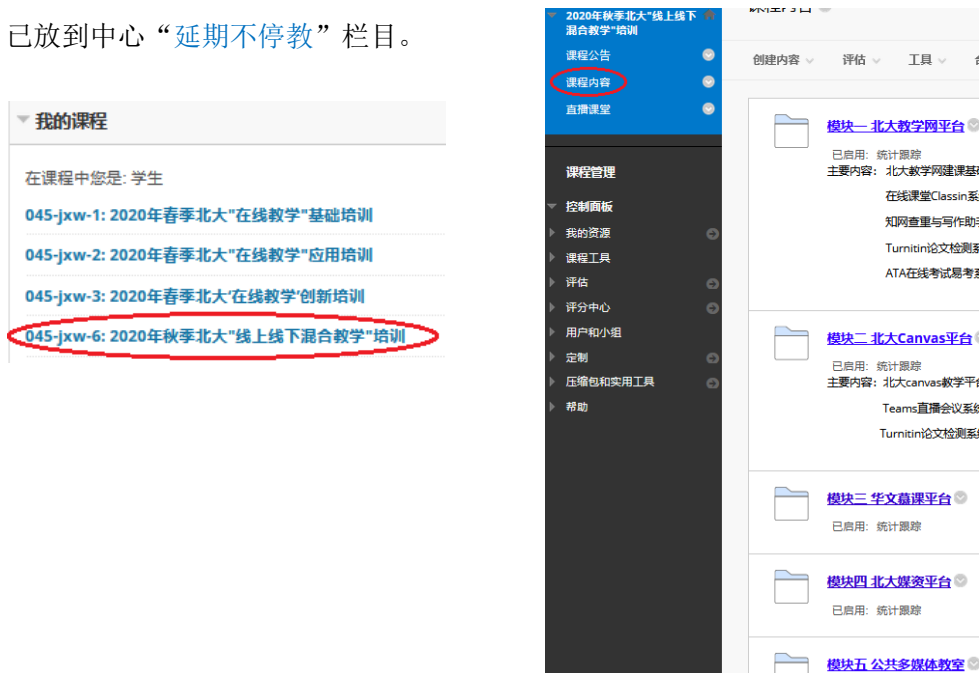 已放到中心“延期不停教”栏目。
我的课程
在课程中您是: 学生
045-jxw-1: 2020年春季北大"在线教学"基础培训
045-jxw-2: 2020年春季北大"在线教学"应用培训
045-jxw-3: 2020年春季北大'在线教学'创新培训
045-jxw-6: 2020年秋季北大"线上线下混合教学"培训
2020年秋季北大"线上线下
混合教学"培训
课程公告
课程内容
直播课堂
课程管理
控制面板
我的资源
课程工具
评估
评分中心
用户和小组
定制
压缩包和实用工具
帮助
创建内容
评估
工具
模块一 北大教学网平台
已启用: 统计跟踪
主要内容: 北大教学网建课基
在线课堂Classin系
知网查重与写作助
Turnitin论文检测系
ATA在线考试易考系
模块二 北大Canvas平台
已启用: 统计跟踪
主要内容: 北大canvas教学平台
Teams直播会议系统
Turnitin论文检测系统
模块三 华文慕课平台
已启用: 统计跟踪
模块四 北大媒资平台
已启用: 统计跟踪
模块五 公共多媒体教室